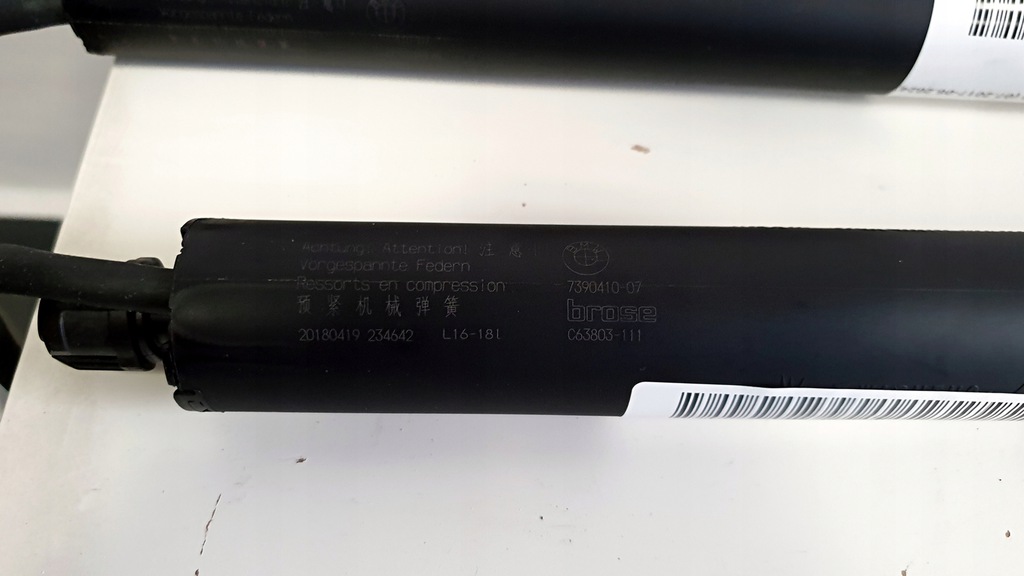 Achtung! Attention! 注意!
Vorgespannte Federn
Ressorts en compression
预紧机械弹簧
20180419 234642 L16-181
BMW
7390410-07
brose
C63803-111